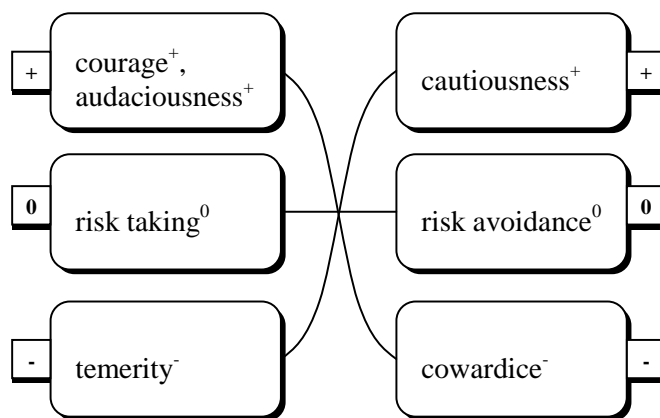 +
courage⁺,
audaciousness⁺
cautiousness⁺
+
0
risk taking⁰
risk avoidance⁰
0
-
temerity⁻
cowardice⁻
-